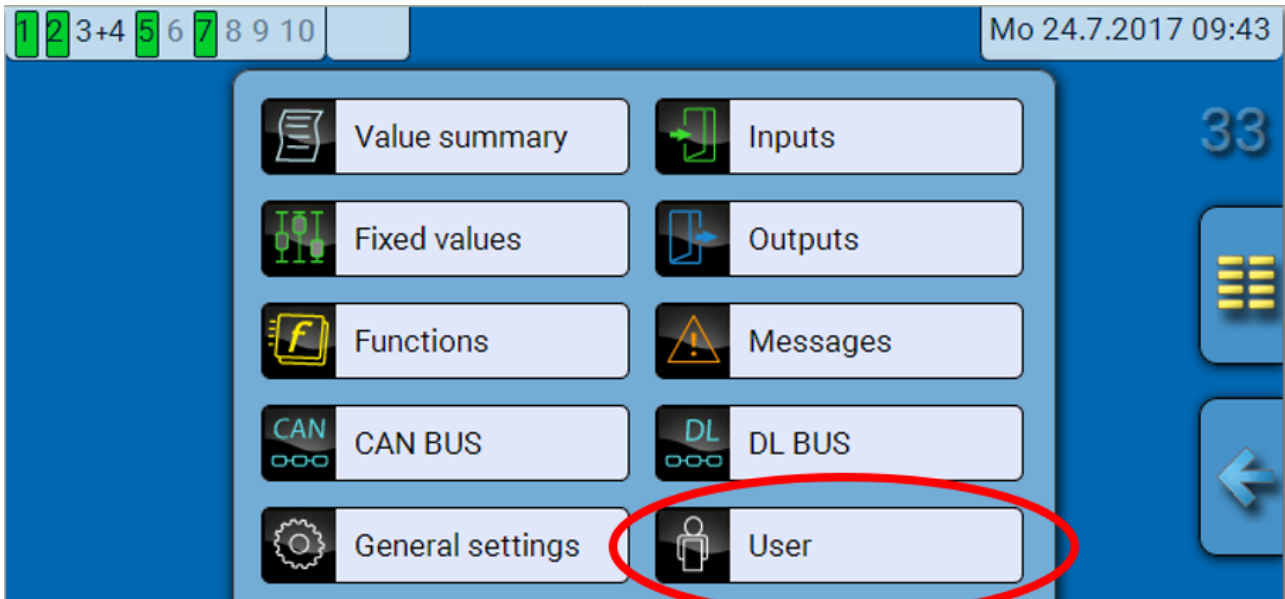 1 2 3+4 5 6 7 8 9 10
Mo 24.7.2017 09:43
33
Value summary
Inputs
Fixed values
Outputs
f Functions
Messages
CAN CAN BUS
DL DL BUS
General settings
User